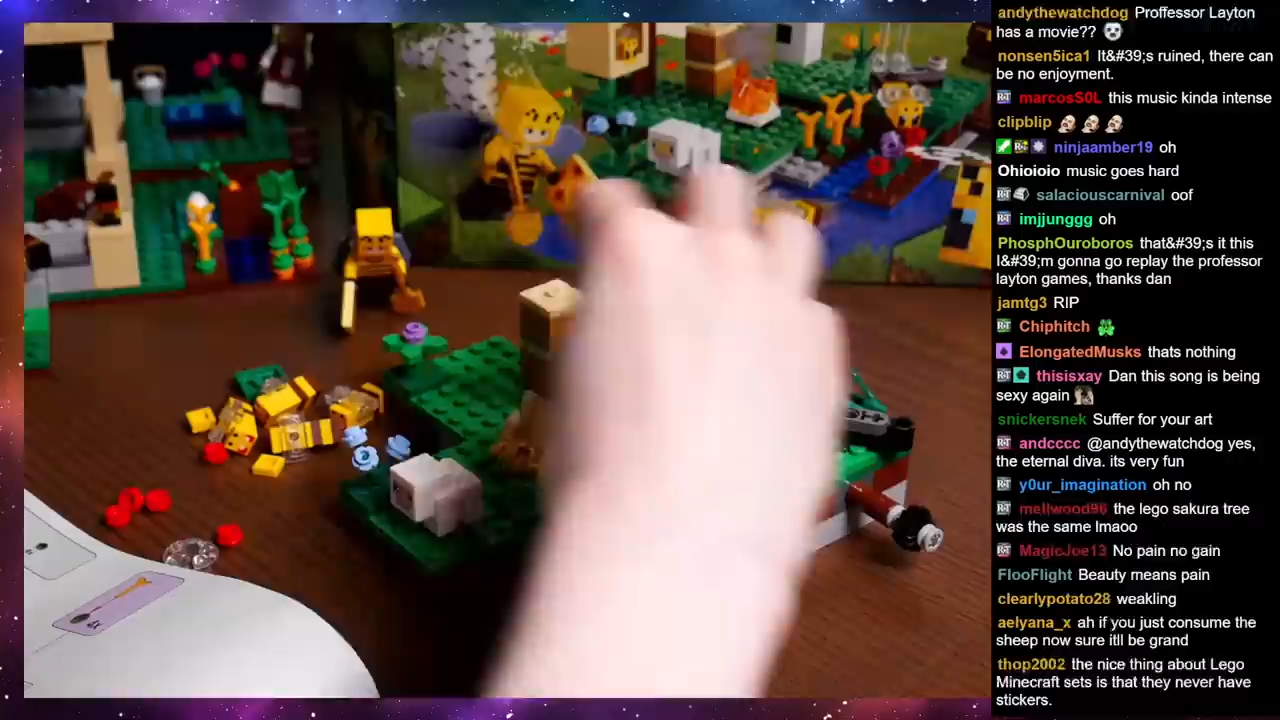 andythewatchdog Proffessor Layton
has a movie??
nonsen5ica1 It&#39;s ruined, there can
be no enjoyment.
marcosS0L this music kinda intense
clipblip
ninjaamber19 oh
Ohioioio music goes hard
salaciouscarnival oof
imjjunggg oh
PhosphOuroboros that&#39;s it this
I&#39;m gonna go replay the professor
layton games, thanks dan
jamtg3 RIP
Chiphitch
ElongatedMusks thats nothing
thisisxay Dan this song is being
sexy again
snickersnek Suffer for your art
andcccc @andythewatchdog yes,
the eternal diva. its very fun
y0ur_imagination oh no
mellwood96 the lego sakura tree
was the same lmaoo
MagicJoe13 No pain no gain
FlooFlight Beauty means pain
clearlypotato28 weakling
aelyana_x ah if you just consume the
sheep now sure itll be grand
thop2002 the nice thing about Lego
Minecraft sets is that they never have
stickers.